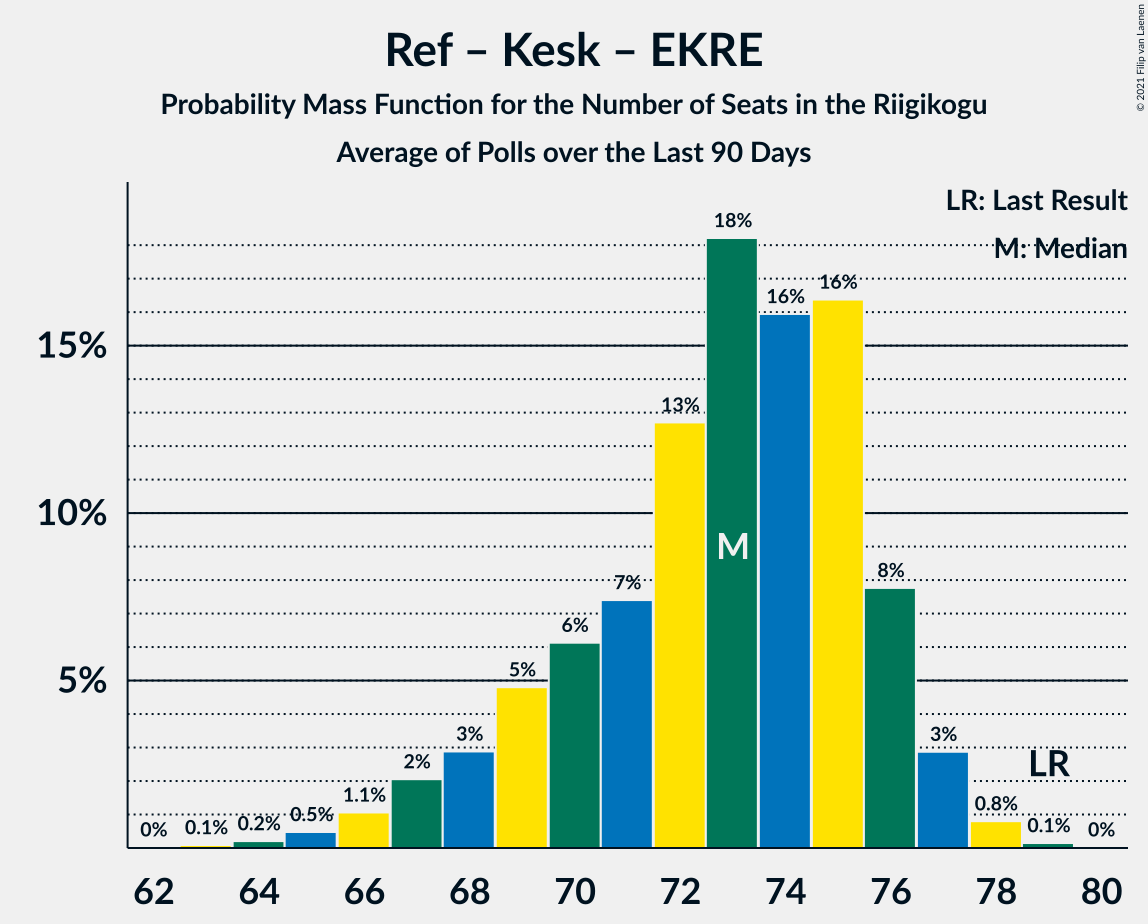 Ref – Kesk – EKRE
Probability Mass Function for the Number of Seats in the Riigikogu
Average of Polls over the Last 90 Days
© 2021 Filip van Laenen
LR: Last Result
M: Median
15%
10%
5%
0%
0.1%
0.2%
0.5%
1.1%
2%
3%
5%
6%
7%
13%
18%
16%
16%
8%
3%
0.8%
0.1%
0%
M
LR
62 64 66 68 70 72 74 76 78 80